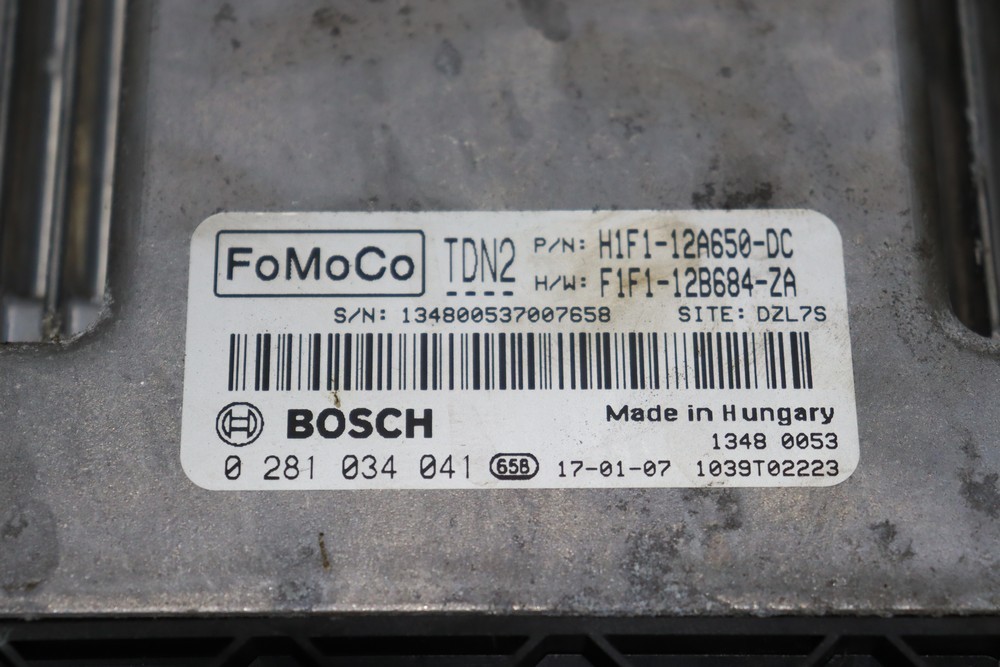 FoMoCo TDN2 P/N: H1F1-12A650-DC
H/W: F1F1-12B684-ZA
S/N: 134800537007658 SITE: DZL7S
BOSCH Made in Hungary
1348 0053
0 281 034 041 658 17-01-07 1039T02223